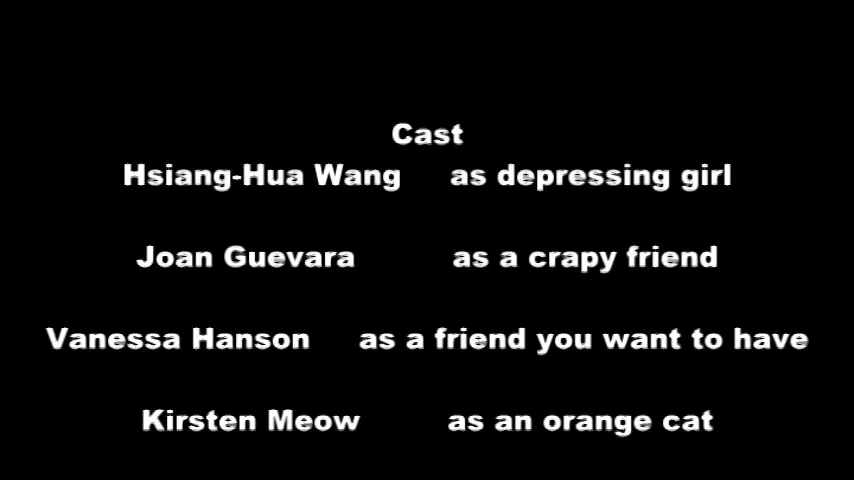 Cast
Hsiang-Hua Wang as depressing girl
Joan Guevara as a crapy friend
Vanessa Hanson as a friend you want to have
Kirsten Meow as an orange cat